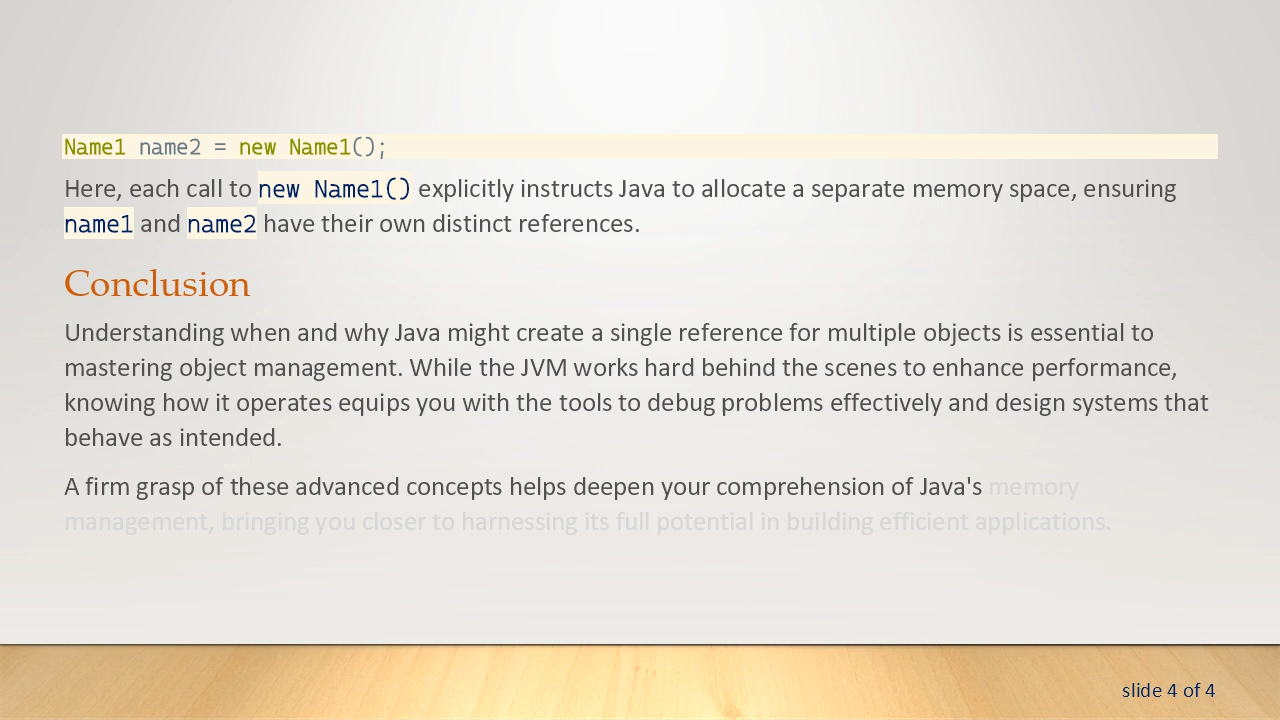 Name1 name2 = new Name1();
Here, each call to new Name1() explicitly instructs Java to allocate a separate memory space, ensuring
name1 and name2 have their own distinct references.
Conclusion
Understanding when and why Java might create a single reference for multiple objects is essential to
mastering object management. While the JVM works hard behind the scenes to enhance performance,
knowing how it operates equips you with the tools to debug problems effectively and design systems that
behave as intended.
A firm grasp of these advanced concepts helps deepen your comprehension of Java's memory
management, bringing you closer to harnessing its full potential in building efficient applications.
slide 4 of 4